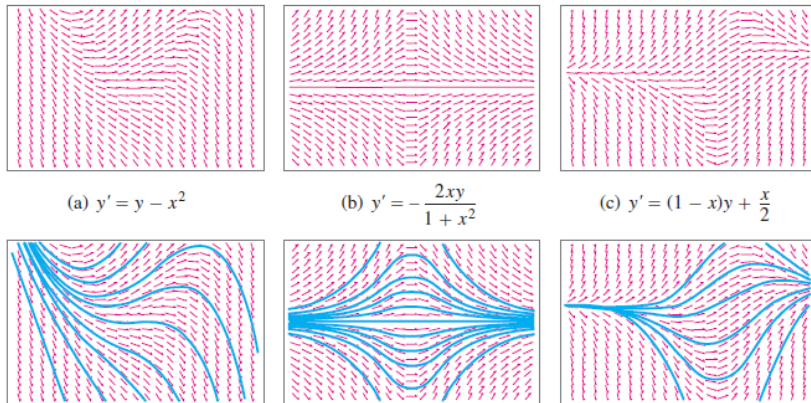 (a) y′ = y − x²
(b) y′ = − 2xy / 1 + x²
(c) y′ = (1 − x)y + x/2